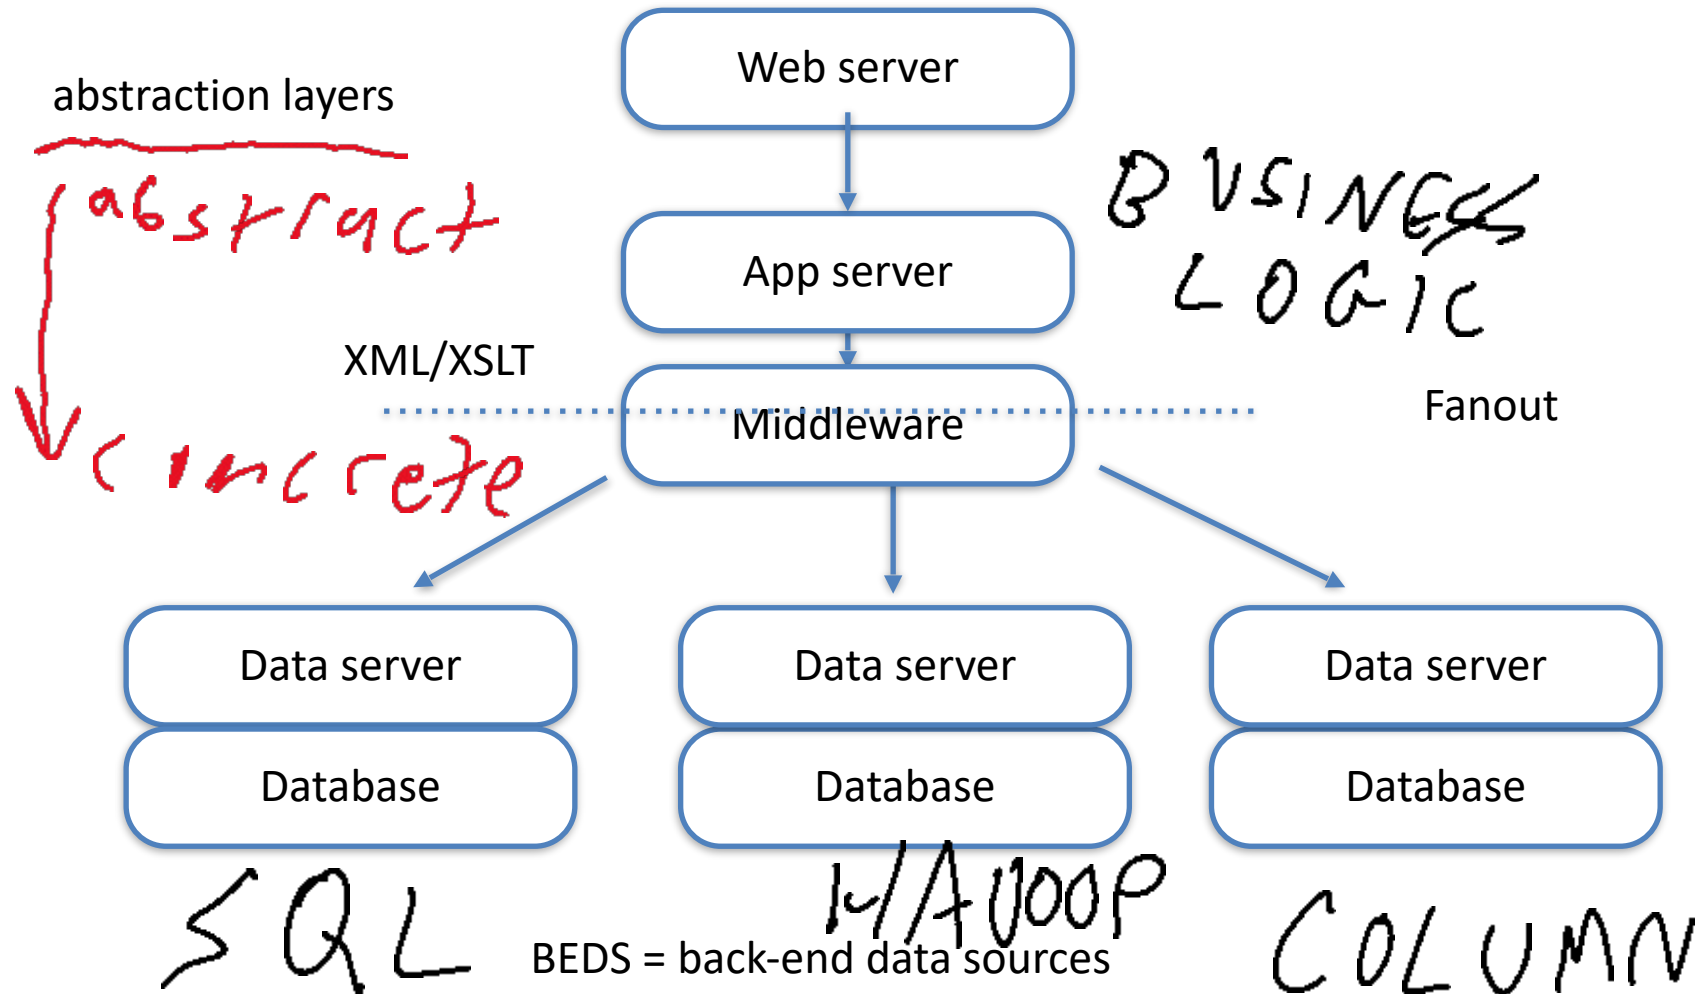 Web server
abstraction layers
abstract
BUSINESS
LOGIC
App server
XML/XSLT
Fanout
Middleware
concrete
Data server
Data server
Data server
Database
Database
Database
SQL
HADOOP
COLUMN
BEDS = back-end data sources